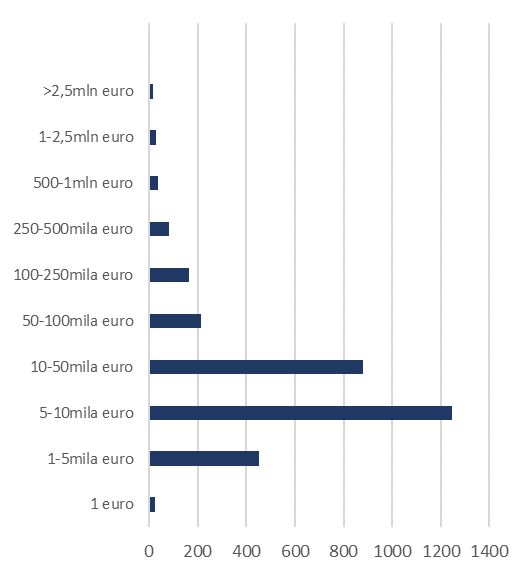 >2,5mln euro
1-2,5mln euro
500-1mln euro
250-500mila euro
100-250mila euro
50-100mila euro
10-50mila euro
5-10mila euro
1-5mila euro
1 euro
0 200 400 600 800 1000 1200 1400